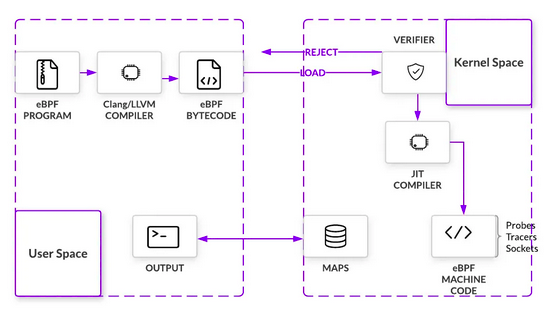 VERIFIER
Kernel Space
REJECT
LOAD
eBPF
PROGRAM
Clang/LLVM
COMPILER
eBPF
BYTECODE
JIT
COMPILER
User Space
OUTPUT
MAPS
eBPF
MACHINE
CODE
Probes
Tracers
Sockets